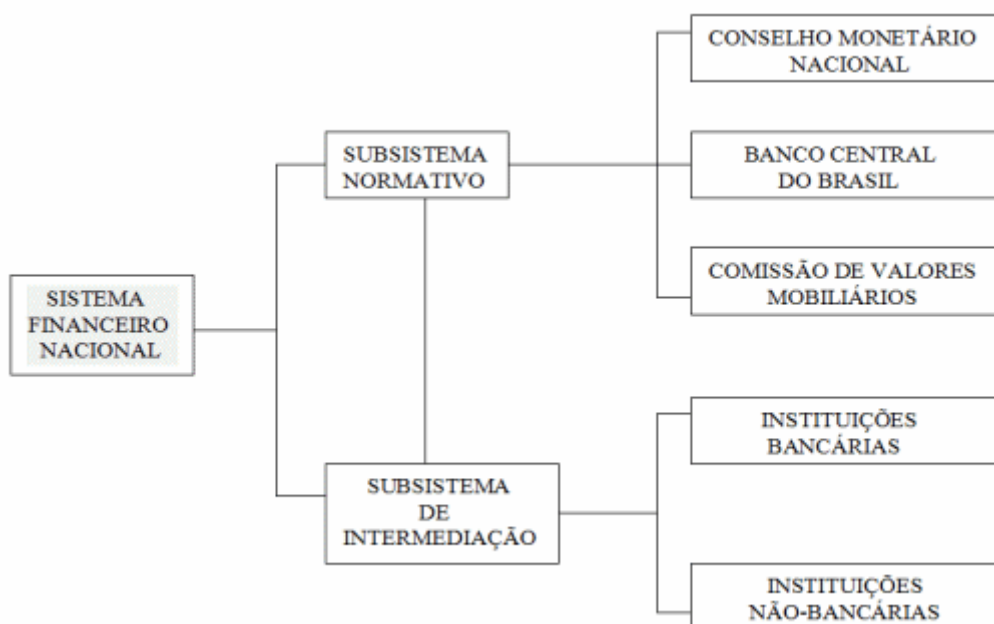 CONSELHO MONETÁRIO
NACIONAL
SUBSISTEMA
NORMATIVO
BANCO CENTRAL
DO BRASIL
COMISSÃO DE VALORES
MOBILIÁRIOS
SISTEMA
FINANCEIRO
NACIONAL
INSTITUIÇÕES
BANCÁRIAS
SUBSISTEMA
DE
INTERMEDIAÇÃO
INSTITUIÇÕES
NÃO-BANCÁRIAS